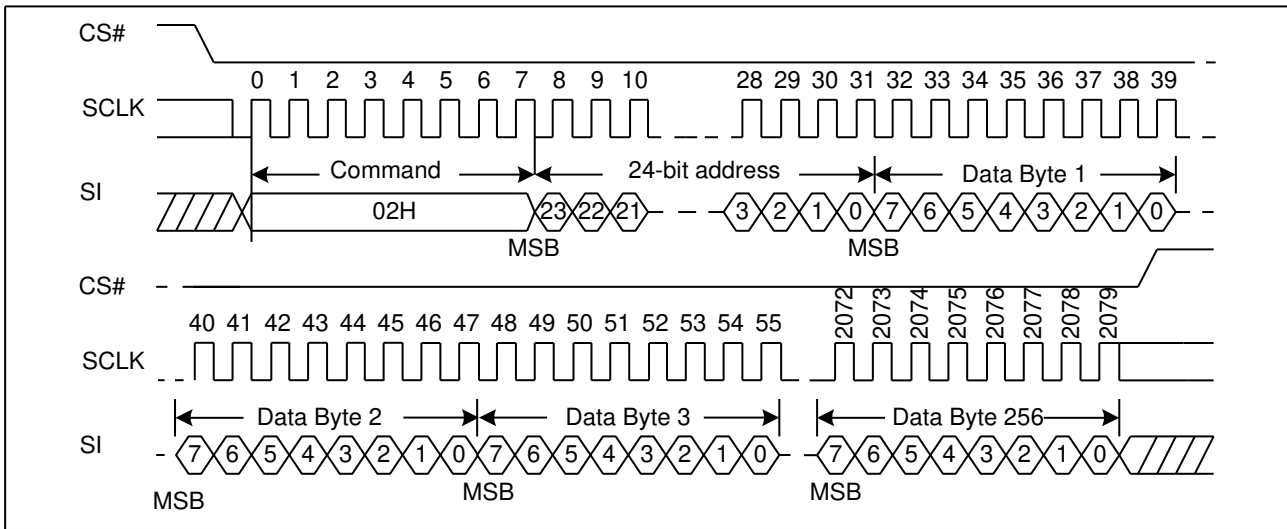 CS#
0 1 2 3 4 5 6 7 8 9 10 28 29 30 31 32 33 34 35 36 37 38 39
SCLK
Command 24-bit address Data Byte 1
SI
02H 23 22 21 3 2 1 0 7 6 5 4 3 2 1 0
MSB MSB
CS#
40 41 42 43 44 45 46 47 48 49 50 51 52 53 54 55 2072 2073 2074 2075 2076 2077 2078 2079
SCLK
Data Byte 2 Data Byte 3 Data Byte 256
SI
7 6 5 4 3 2 1 0 7 6 5 4 3 2 1 0 7 6 5 4 3 2 1 0
MSB MSB MSB